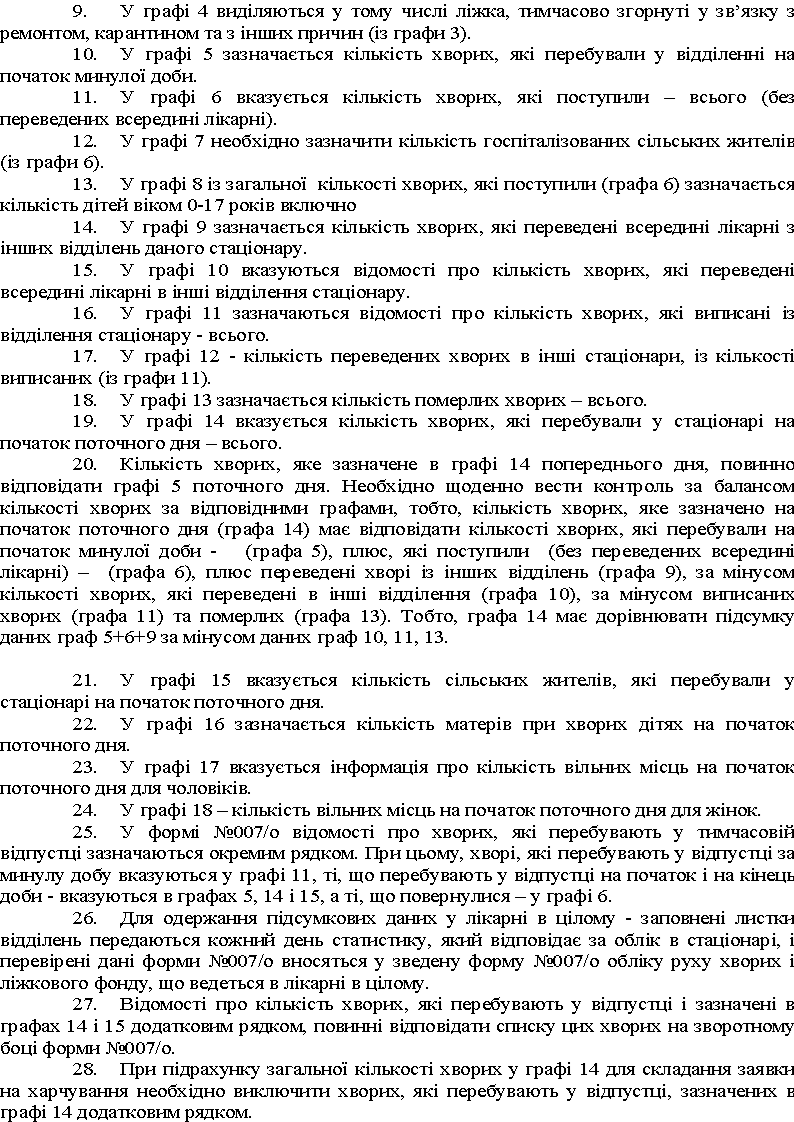 9. У графі 4 виділяються у тому числі ліжка, тимчасово згорнуті у зв’язку з
ремонтом, карантином та з інших причин (із графи 3).
10. У графі 5 зазначається кількість хворих, які перебували у відділенні на
початок минулої доби.
11. У графі 6 вказується кількість хворих, які поступили – всього (без
переведених всередині лікарні).
12. У графі 7 необхідно зазначити кількість госпіталізованих сільських жителів
(із графи 6).
13. У графі 8 із загальної кількості хворих, які поступили (графа 6) зазначається
кількість дітей віком 0-17 років включно
14. У графі 9 зазначається кількість хворих, які переведені всередині лікарні з
інших відділень даного стаціонару.
15. У графі 10 вказуються відомості про кількість хворих, які переведені
всередині лікарні в інші відділення стаціонару.
16. У графі 11 зазначаються відомості про кількість хворих, які виписані із
відділення стаціонару - всього.
17. У графі 12 - кількість переведених хворих в інші стаціонари, із кількості
виписаних (із графи 11).
18. У графі 13 зазначається кількість померлих хворих – всього.
19. У графі 14 вказується кількість хворих, які перебували у стаціонарі на
початок поточного дня – всього.
20. Кількість хворих, яке зазначене в графі 14 попереднього дня, повинно
відповідати графі 5 поточного дня. Необхідно щоденно вести контроль за балансом
кількості хворих за відповідними графами, тобто, кількість хворих, яке зазначено на
початок поточного дня (графа 14) має відповідати кількості хворих, які перебували на
початок минулої доби - (графа 5), плюс, які поступили (без переведених всередині
лікарні) – (графа 6), плюс переведені хворі із інших відділень (графа 9), за мінусом
кількості хворих, які переведені в інші відділення (графа 10), за мінусом виписаних
хворих (графа 11) та померлих (графа 13). Тобто, графа 14 має дорівнювати підсумку
даних граф 5+6+9 за мінусом даних граф 10, 11, 13.
21. У графі 15 вказується кількість сільських жителів, які перебували у
стаціонарі на початок поточного дня.
22. У графі 16 зазначається кількість матерів при хворих дітях на початок
поточного дня.
23. У графі 17 вказується інформація про кількість вільних місць на початок
поточного дня для чоловіків.
24. У графі 18 – кількість вільних місць на початок поточного дня для жінок.
25. У формі №007/о відомості про хворих, які перебувають у тимчасовій
відпустці зазначаються окремим рядком. При цьому, хворі, які перебувають у відпустці за
минулу добу вказуються у графі 11, ті, що перебувають у відпустці на початок і на кінець
доби - вказуються в графах 5, 14 і 15, а ті, що повернулися – у графі 6.
26. Для одержання підсумкових даних у лікарні в цілому - заповнені листки
відділень передаються кожний день статистику, який відповідає за облік в стаціонарі, і
перевірені дані форми №007/о вносяться у зведену форму №007/о обліку руху хворих і
ліжкового фонду, що ведеться в лікарні в цілому.
27. Відомості про кількість хворих, які перебувають у відпустці і зазначені в
графах 14 і 15 додатковим рядком, повинні відповідати списку цих хворих на зворотному
боці форми №007/о.
28. При підрахунку загальної кількості хворих у графі 14 для складання заявки
на харчування необхідно виключити хворих, які перебувають у відпустці, зазначених в
графі 14 додатковим рядком.